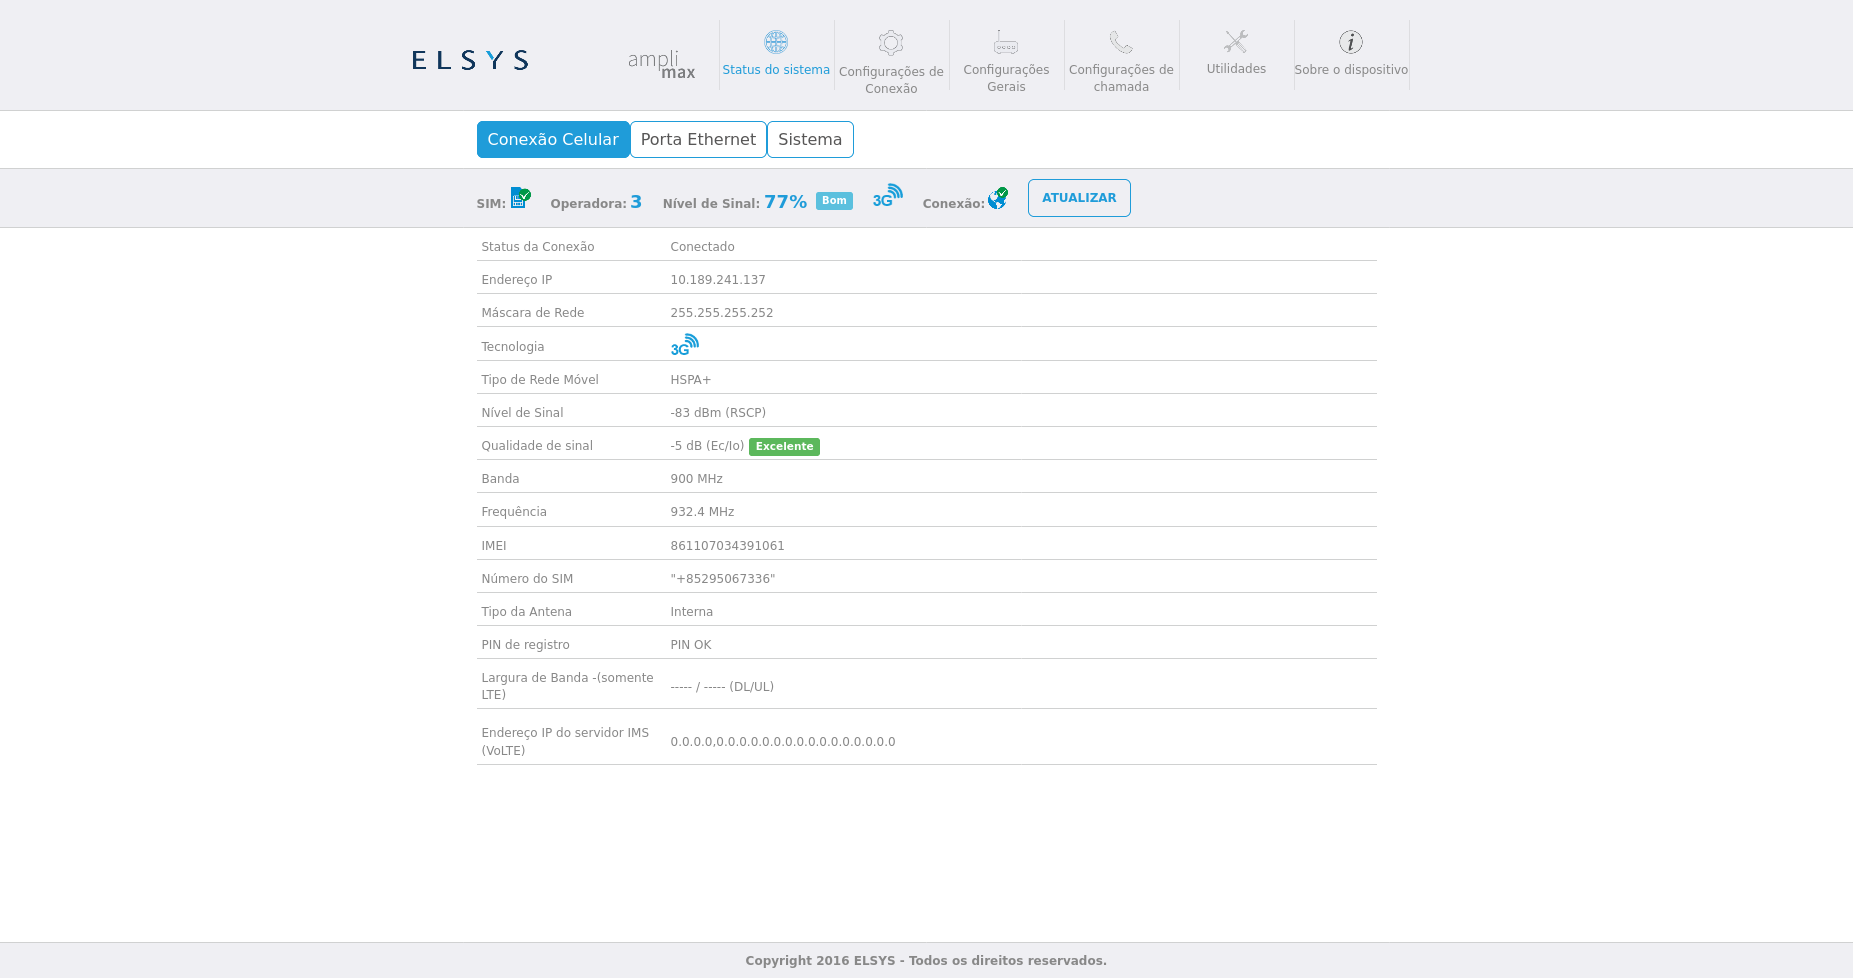 ELSYS
ampli
max
Status do sistema
Configurações de
Conexão
Configurações
Gerais
Configurações de
chamada
Utilidades
i
Sobre o dispositivo
Conexão Celular
Porta Ethernet
Sistema
SIM:
Operadora: 3
Nível de Sinal: 77% Bom
3G
Conexão:
ATUALIZAR
Status da Conexão Conectado
Endereço IP 10.189.241.137
Máscara de Rede 255.255.255.252
Tecnologia 3G
Tipo de Rede Móvel HSPA+
Nível de Sinal -83 dBm (RSCP)
Qualidade de sinal -5 dB (Ec/Io) Excelente
Banda 900 MHz
Frequência 932.4 MHz
IMEI 861107034391061
Número do SIM "+85295067336"
Tipo da Antena Interna
PIN de registro PIN OK
Largura de Banda -(somente
LTE)
----- / ----- (DL/UL)
Endereço IP do servidor IMS
(VoLTE)
0.0.0.0,0.0.0.0.0.0.0.0.0.0.0.0.0.0.0.0
Copyright 2016 ELSYS - Todos os direitos reservados.